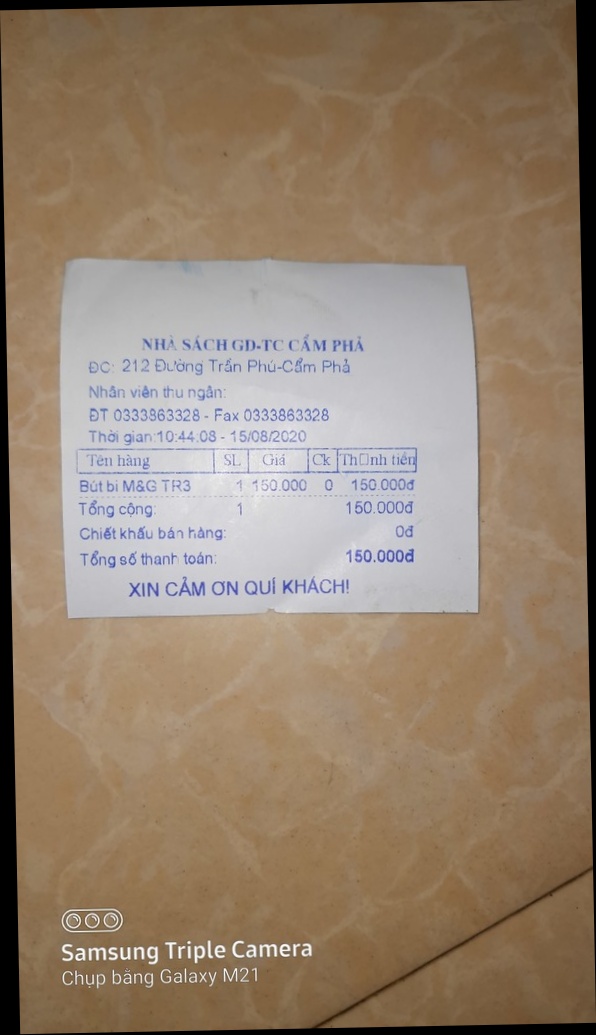 NHÀ SÁCH GD-TC CẨM PHẢ
ĐC: 212 Đường Trần Phú-Cẩm Phả
Nhân viên thu ngân:
ĐT 0333863328 - Fax 0333863328
Thời gian:10:44:08 - 15/08/2020
Tên hàng SL Giá Ck Th□nh tiền
Bút bi M&G TR3 1 150.000 0 150.000đ
Tổng cộng: 1 150.000đ
Chiết khấu bán hàng: 0đ
Tổng số thanh toán: 150.000đ
XIN CẢM ƠN QUÍ KHÁCH!
Samsung Triple Camera
Chụp bằng Galaxy M21